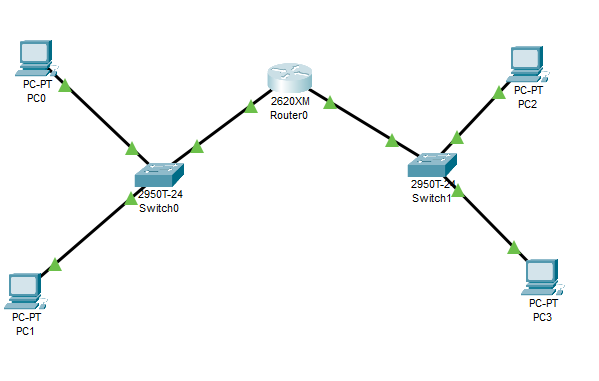 PC-PT
PC0
2950T-24
Switch0
PC-PT
PC1
2620XM
Router0
2950T-24
Switch1
PC-PT
PC2
PC-PT
PC3